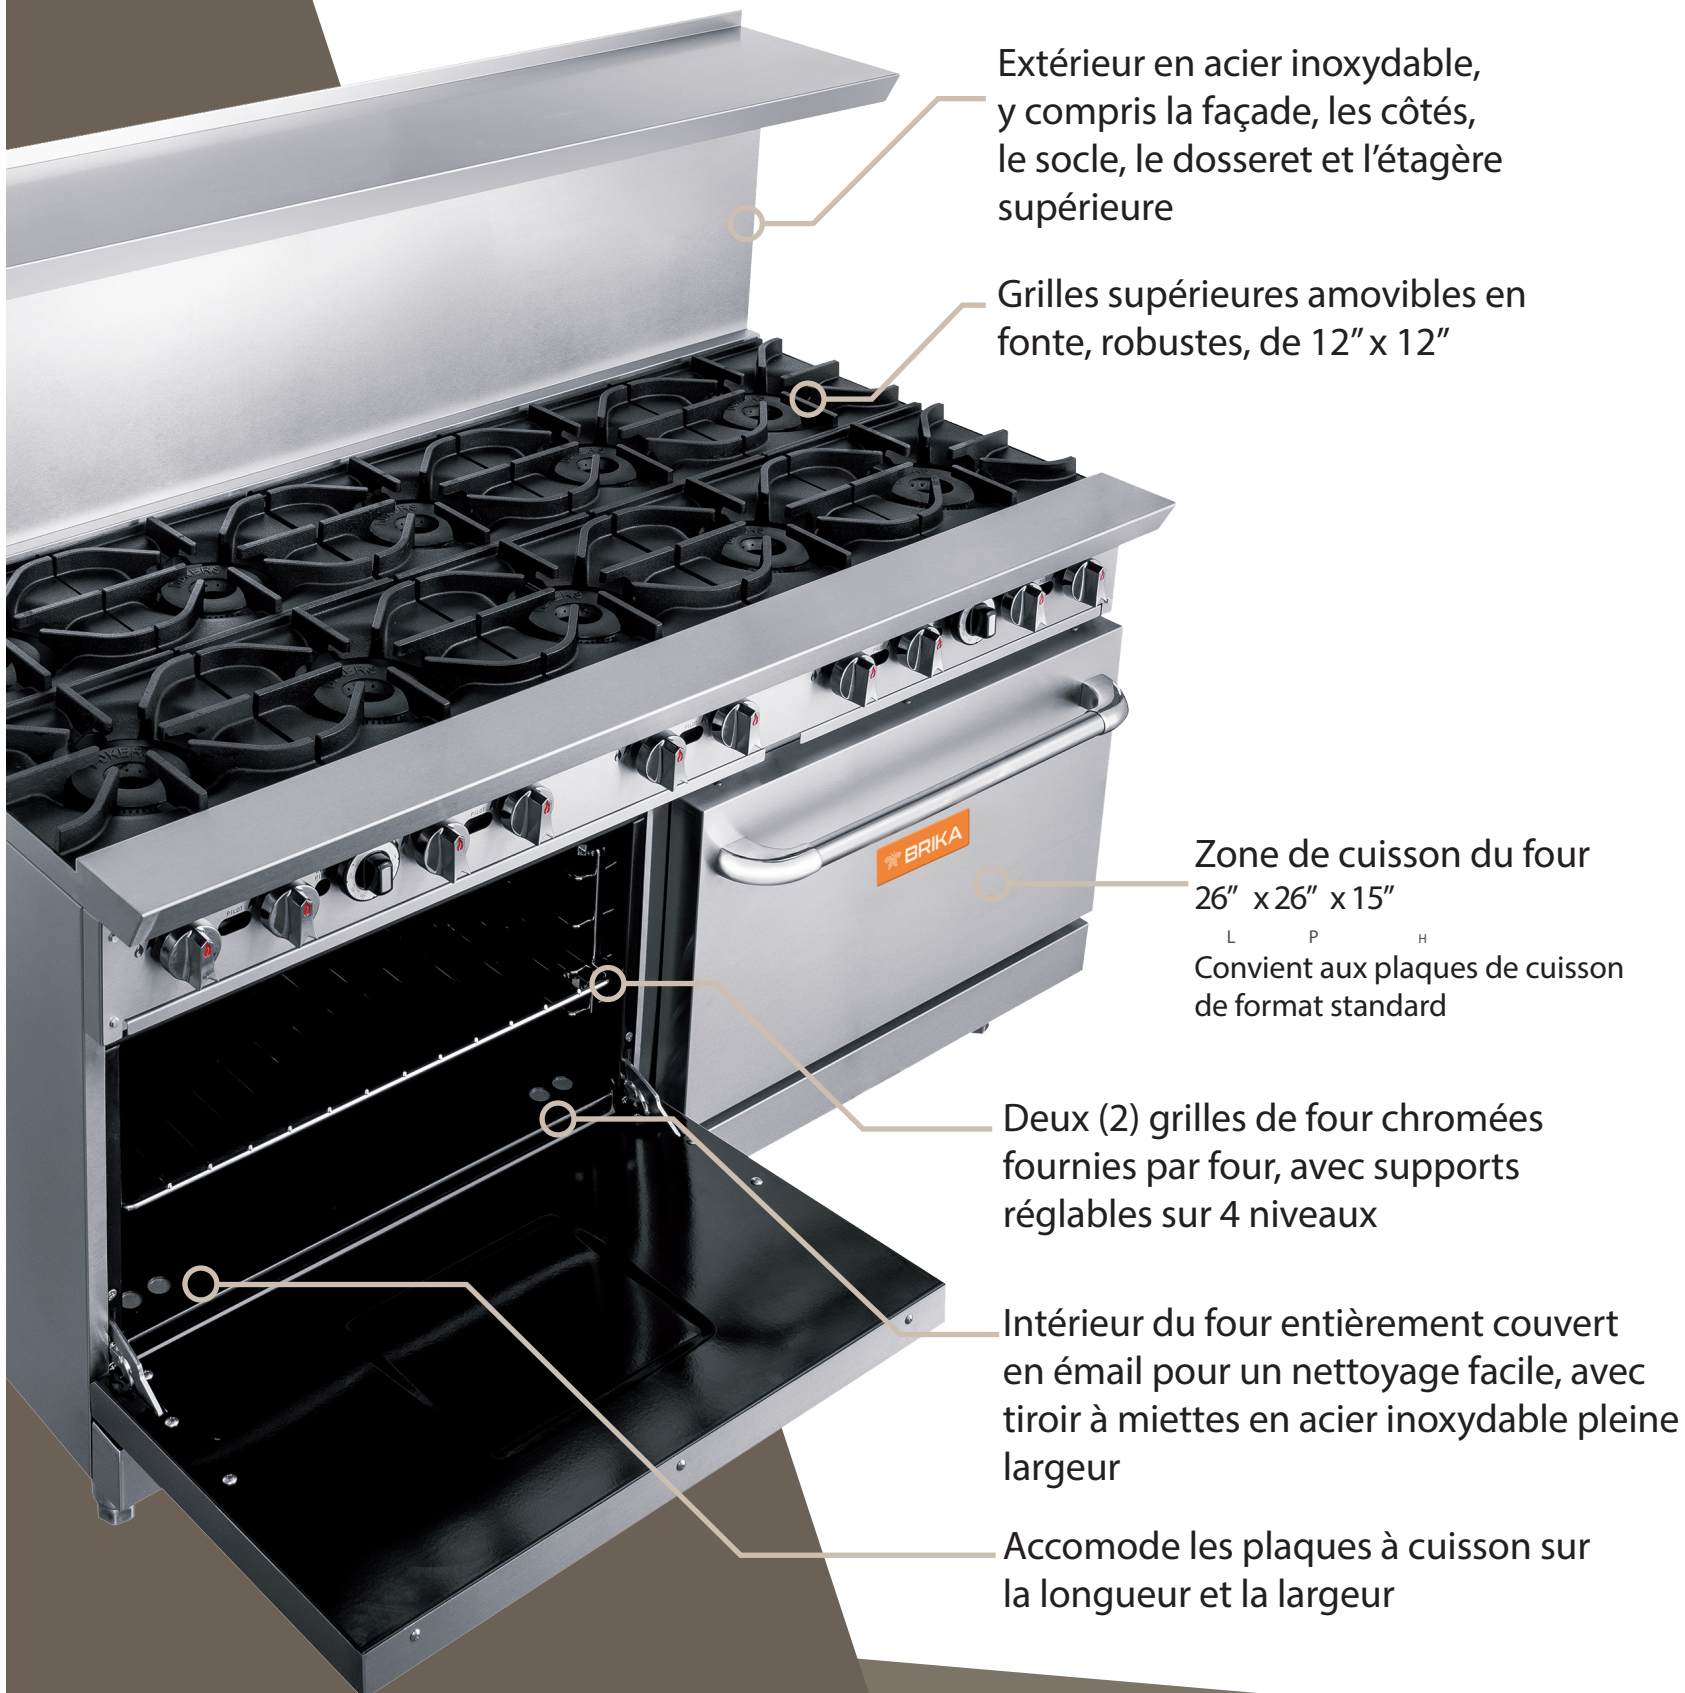 Extérieur en acier inoxydable,
y compris la façade, les côtés,
le socle, le dosseret et l’étagère
supérieure
Grilles supérieures amovibles en
fonte, robustes, de 12” x 12”
BRIKA
Zone de cuisson du four
26” x 26” x 15”
L P H
Convient aux plaques de cuisson
de format standard
Deux (2) grilles de four chromées
fournies par four, avec supports
réglables sur 4 niveaux
Intérieur du four entièrement couvert
en émail pour un nettoyage facile, avec
tiroir à miettes en acier inoxydable pleine
largeur
Accomode les plaques à cuisson sur
la longueur et la largeur
PILOT